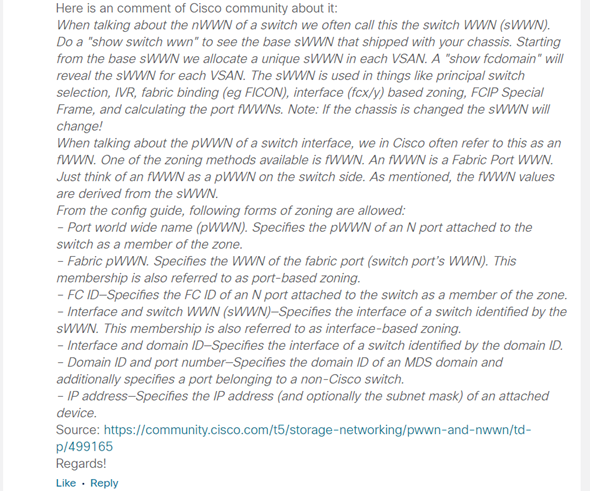 Here is an comment of Cisco community about it:
When talking about the nWWN of a switch we often call this the switch WWN (sWWN).
Do a "show switch wwn" to see the base sWWN that shipped with your chassis. Starting
from the base sWWN we allocate a unique sWWN in each VSAN. A "show fcdomain" will
reveal the sWWN for each VSAN. The sWWN is used in things like principal switch
selection, IVR, fabric binding (eg FICON), interface (fcx/y) based zoning, FCIP Special
Frame, and calculating the port fWWNs. Note: If the chassis is changed the sWWN will
change!
When talking about the pWWN of a switch interface, we in Cisco often refer to this as an
fWWN. One of the zoning methods available is fWWN. An fWWN is a Fabric Port WWN.
Just think of an fWWN as a pWWN on the switch side. As mentioned, the fWWN values
are derived from the sWWN.
From the config guide, following forms of zoning are allowed:
– Port world wide name (pWWN). Specifies the pWWN of an N port attached to the
switch as a member of the zone.
– Fabric pWWN. Specifies the WWN of the fabric port (switch port's WWN). This
membership is also referred to as port-based zoning.
– FC ID—Specifies the FC ID of an N port attached to the switch as a member of the zone.
– Interface and switch WWN (sWWN)—Specifies the interface of a switch identified by the
sWWN. This membership is also referred to as interface-based zoning.
– Interface and domain ID—Specifies the interface of a switch identified by the domain ID.
– Domain ID and port number—Specifies the domain ID of an MDS domain and
additionally specifies a port belonging to a non-Cisco switch.
– IP address—Specifies the IP address (and optionally the subnet mask) of an attached
device.
Source: https://community.cisco.com/t5/storage-networking/pwwn-and-nwwn/td-
p/499165
Regards!
Like • Reply